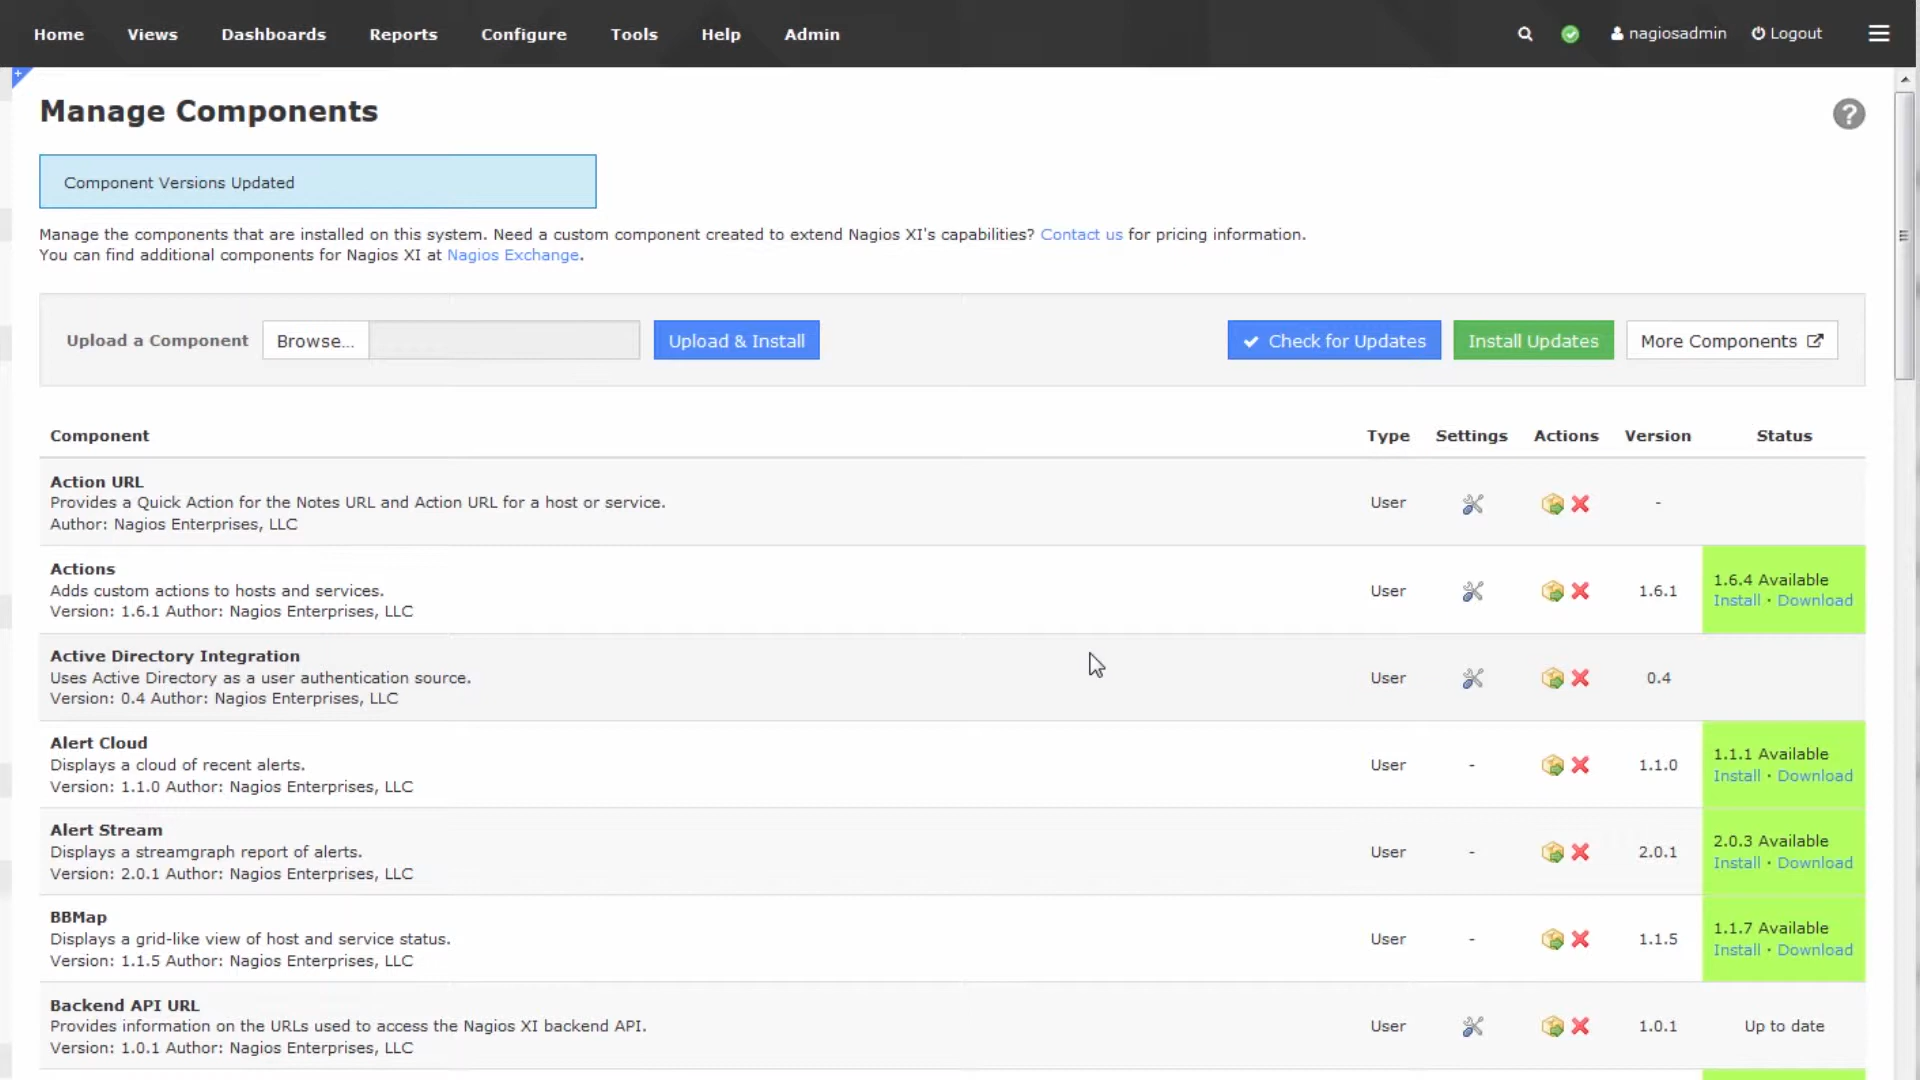 Home Views Dashboards Reports Configure Tools Help Admin nagiosadmin Logout
Manage Components
Component Versions Updated
Manage the components that are installed on this system. Need a custom component created to extend Nagios XI's capabilities? Contact us for pricing information.
You can find additional components for Nagios XI at Nagios Exchange.
Upload a Component Browse... Upload & Install Check for Updates Install Updates More Components
Component Type Settings Actions Version Status
Action URL
Provides a Quick Action for the Notes URL and Action URL for a host or service.
Author: Nagios Enterprises, LLC
User -
Actions
Adds custom actions to hosts and services.
Version: 1.6.1 Author: Nagios Enterprises, LLC
User 1.6.1
1.6.4 Available
Install · Download
Active Directory Integration
Uses Active Directory as a user authentication source.
Version: 0.4 Author: Nagios Enterprises, LLC
User 0.4
Alert Cloud
Displays a cloud of recent alerts.
Version: 1.1.0 Author: Nagios Enterprises, LLC
User - 1.1.0
1.1.1 Available
Install · Download
Alert Stream
Displays a streamgraph report of alerts.
Version: 2.0.1 Author: Nagios Enterprises, LLC
User - 2.0.1
2.0.3 Available
Install · Download
BBMap
Displays a grid-like view of host and service status.
Version: 1.1.5 Author: Nagios Enterprises, LLC
User - 1.1.5
1.1.7 Available
Install · Download
Backend API URL
Provides information on the URLs used to access the Nagios XI backend API.
Version: 1.0.1 Author: Nagios Enterprises, LLC
User 1.0.1 Up to date